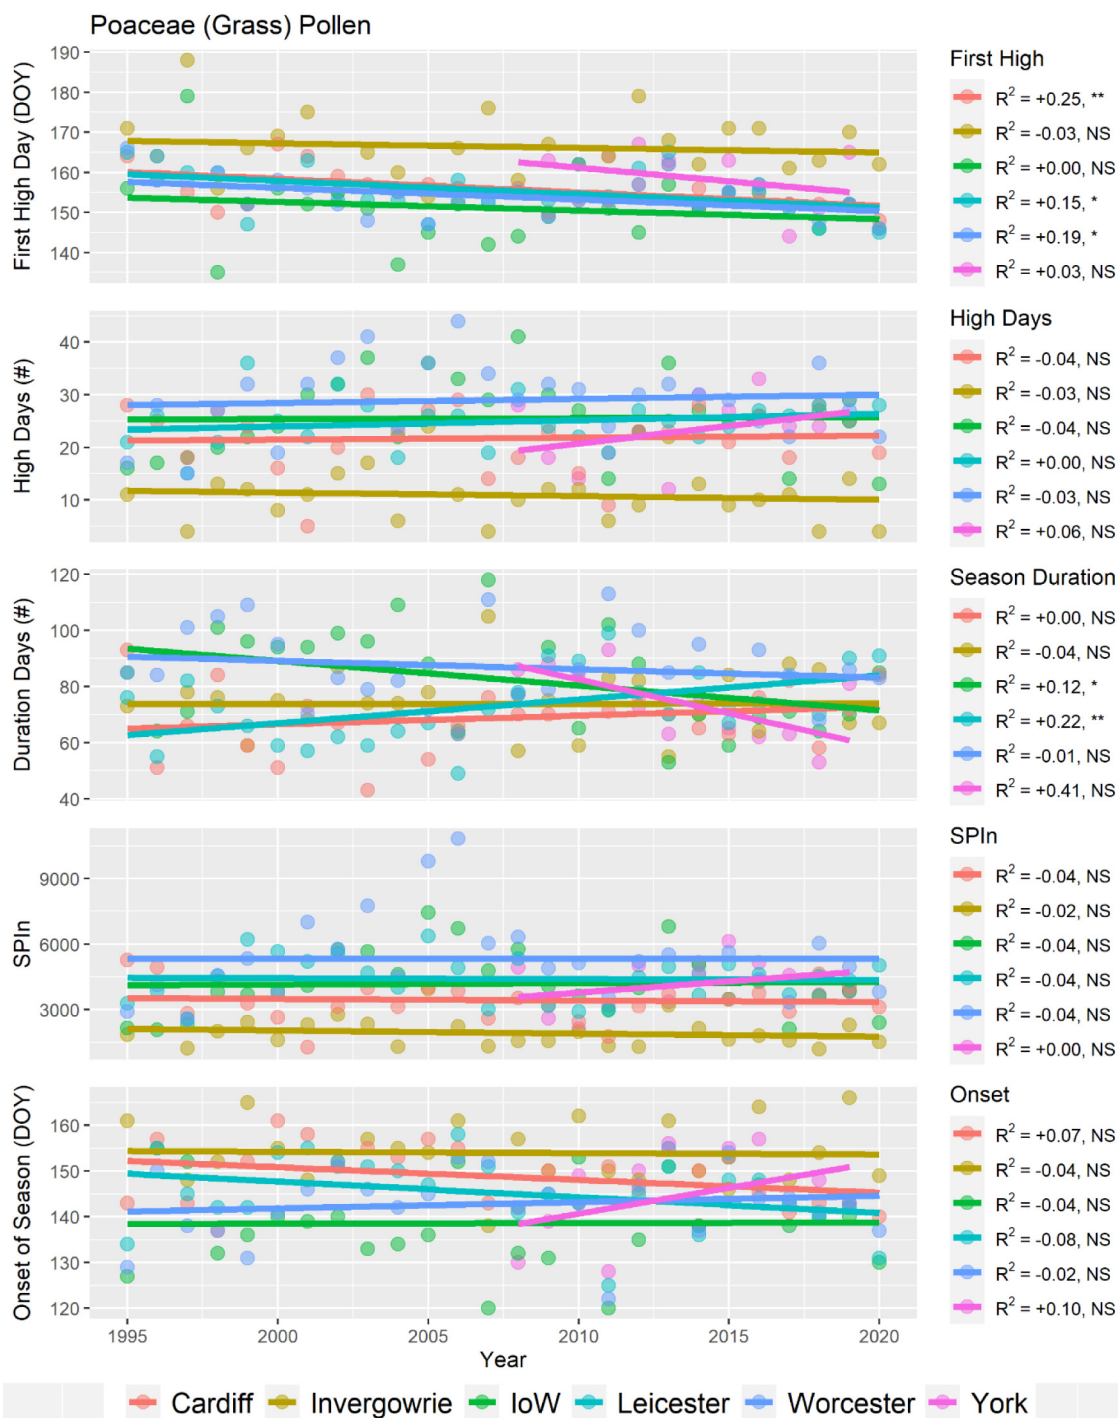 Poaceae (Grass) Pollen
First High Day (DOY)
190
180
170
160
150
140
First High
R² = +0.25, **
R² = -0.03, NS
R² = +0.00, NS
R² = +0.15, *
R² = +0.19, *
R² = +0.03, NS
High Days (#)
40
30
20
10
High Days
R² = -0.04, NS
R² = -0.03, NS
R² = -0.04, NS
R² = +0.00, NS
R² = -0.03, NS
R² = +0.06, NS
Duration Days (#)
120
100
80
60
40
Season Duration
R² = +0.00, NS
R² = -0.04, NS
R² = +0.12, *
R² = +0.22, **
R² = -0.01, NS
R² = +0.41, NS
SPIn
9000
6000
3000
SPIn
R² = -0.04, NS
R² = -0.02, NS
R² = -0.04, NS
R² = -0.04, NS
R² = -0.04, NS
R² = +0.00, NS
Onset of Season (DOY)
160
150
140
130
120
Onset
R² = +0.07, NS
R² = -0.04, NS
R² = -0.04, NS
R² = -0.08, NS
R² = -0.02, NS
R² = +0.10, NS
1995 2000 2005 2010 2015 2020
Year
Cardiff Invergowrie IoW Leicester Worcester York